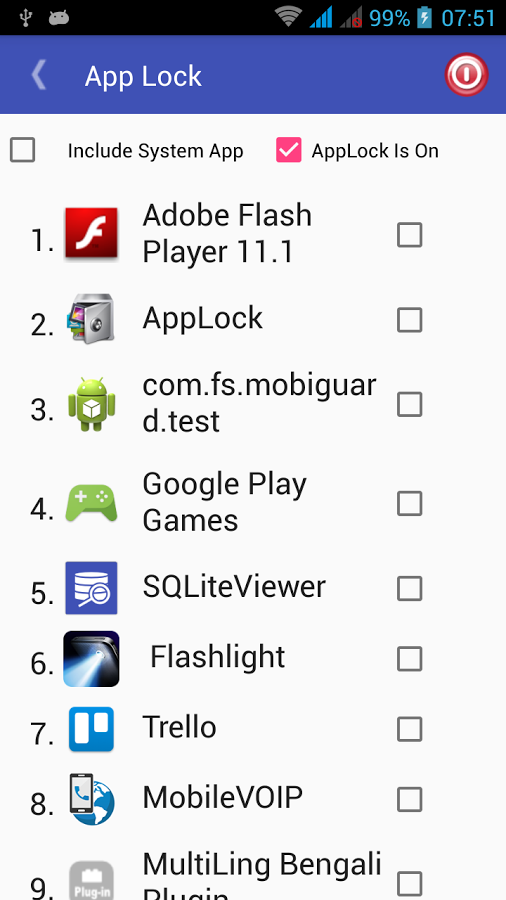 99% 07:51
App Lock
Include System App AppLock Is On
1. Adobe Flash
Player 11.1
2. AppLock
3. com.fs.mobiguar
d.test
4. Google Play
Games
5. SQLiteViewer
6. Flashlight
7. Trello
8. MobileVOIP
9. MultiLing Bengali
Plug-in
Plugin